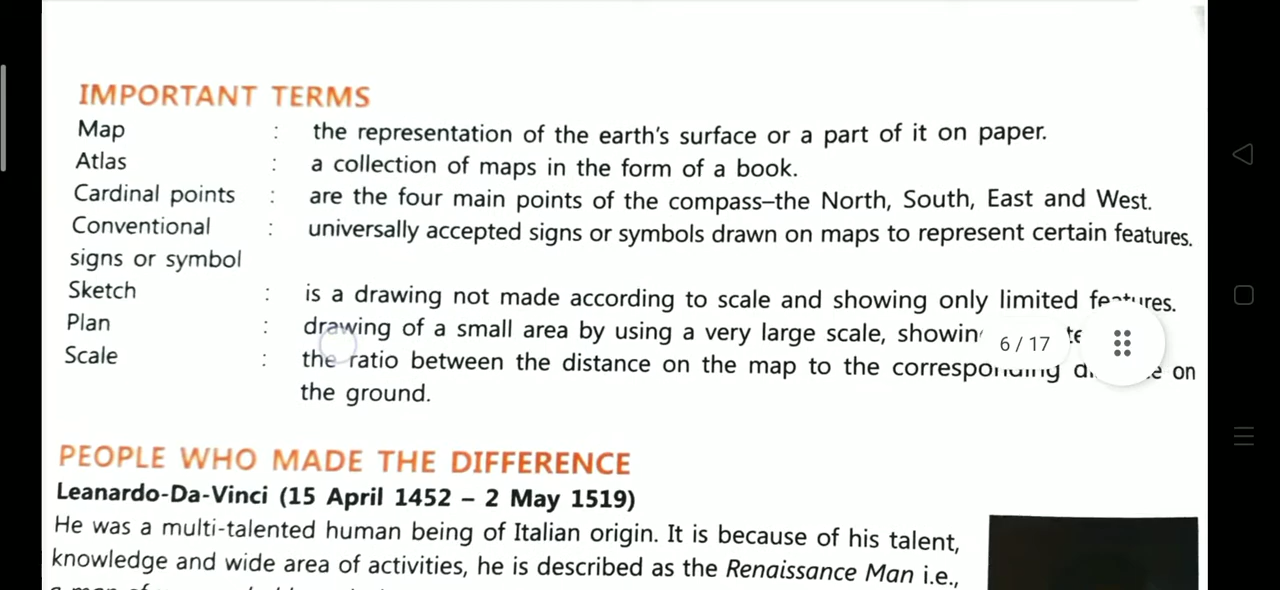 IMPORTANT TERMS
Map : the representation of the earth's surface or a part of it on paper.
Atlas : a collection of maps in the form of a book.
Cardinal points : are the four main points of the compass–the North, South, East and West.
Conventional : universally accepted signs or symbols drawn on maps to represent certain features.
signs or symbol
Sketch : is a drawing not made according to scale and showing only limited features.
Plan : drawing of a small area by using a very large scale,
6 / 17
Scale : the ratio between the distance on the map to the corresponding on
the ground.
PEOPLE WHO MADE THE DIFFERENCE
Leanardo-Da-Vinci (15 April 1452 – 2 May 1519)
He was a multi-talented human being of Italian origin. It is because of his talent,
knowledge and wide area of activities, he is described as the Renaissance Man i.e.,